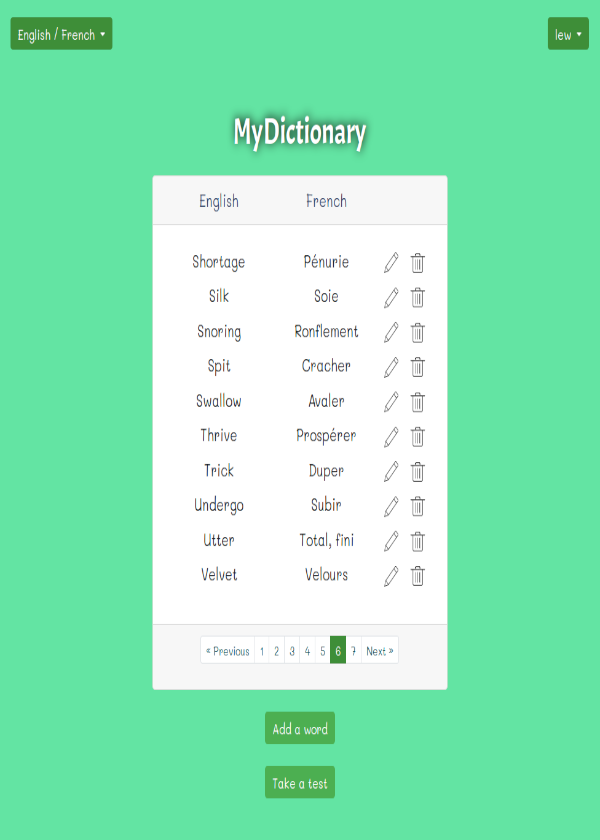 English / French lew
MyDictionary
English French
Shortage Pénurie
Silk Soie
Snoring Ronflement
Spit Cracher
Swallow Avaler
Thrive Prospérer
Trick Duper
Undergo Subir
Utter Total, fini
Velvet Velours
« Previous 1 2 3 4 5 6 7 Next »
Add a word
Take a test